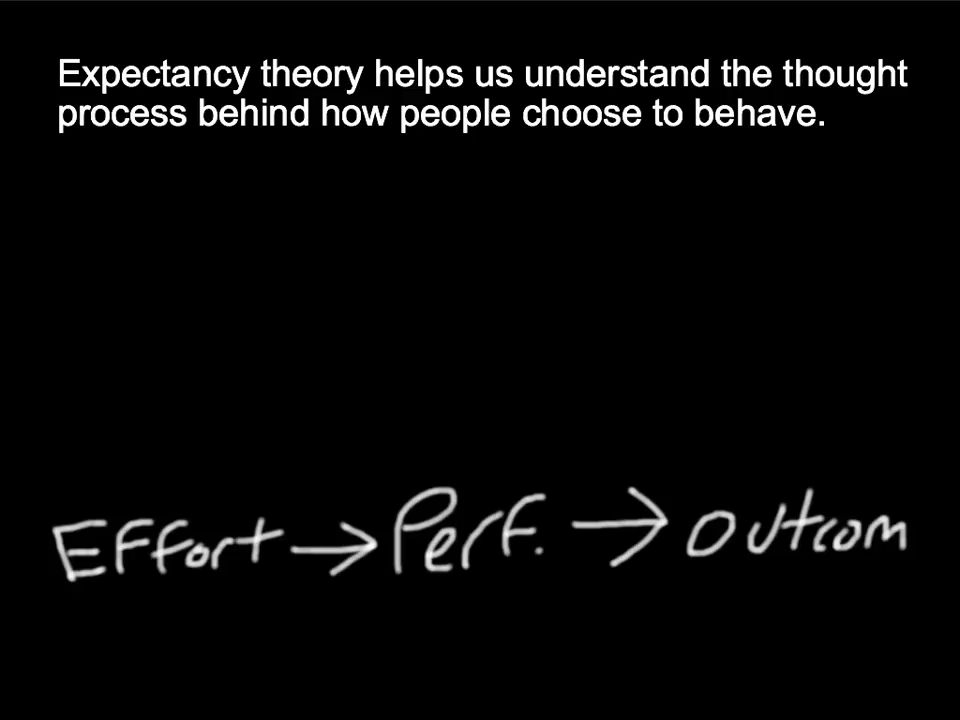 Expectancy theory helps us understand the thought
process behind how people choose to behave.
Effort → Perf. → Outcom